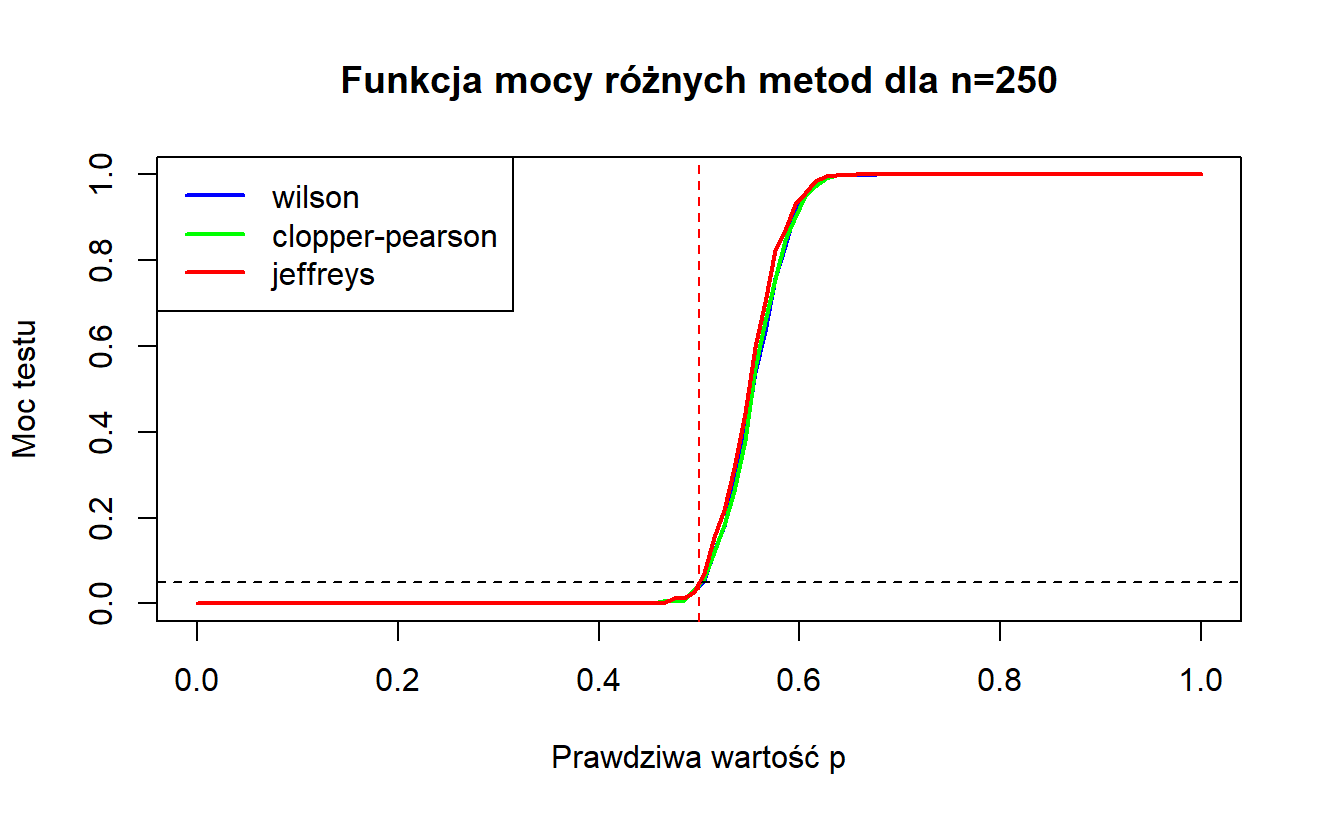 Funkcja mocy różnych metod dla n=250
wilson
clopper-pearson
jeffreys
Moc testu
1.0
0.8
0.6
0.4
0.2
0.0
0.0 0.2 0.4 0.6 0.8 1.0
Prawdziwa wartość p